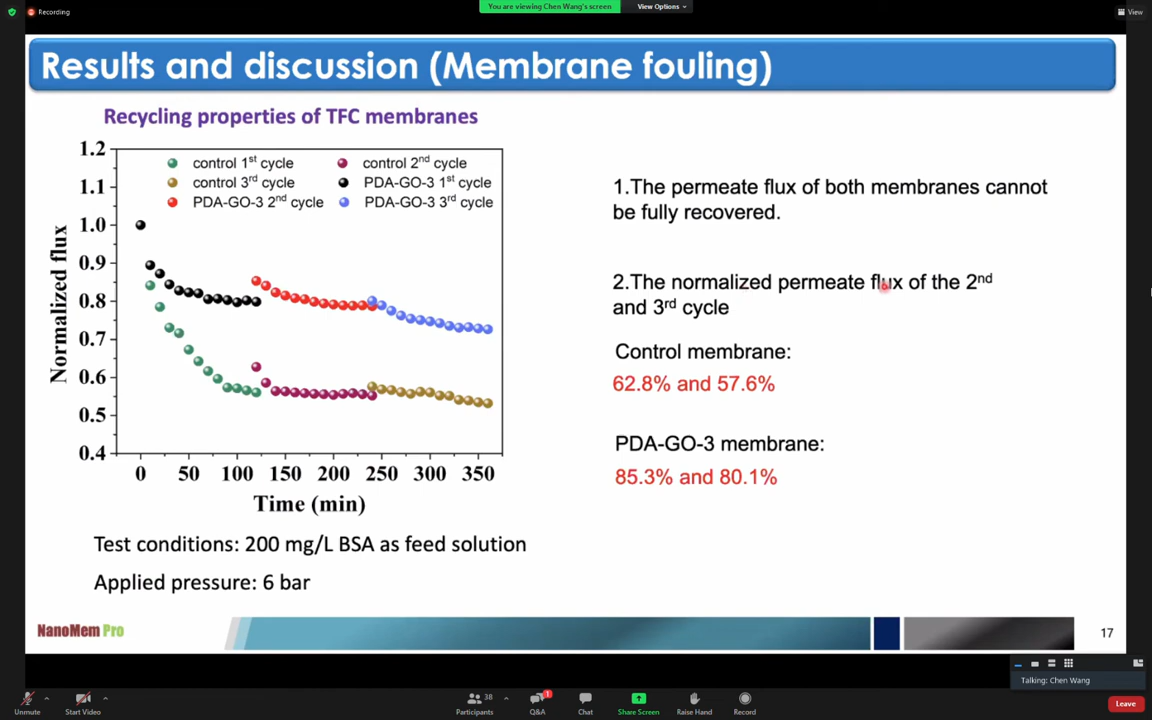 Recording
You are viewing Chen Wang's screen
View Options
View
Results and discussion (Membrane fouling)
Recycling properties of TFC membranes
1.2
1.1
1.0
0.9
0.8
0.7
0.6
0.5
0.4
Normalized flux
control 1st cycle
control 2nd cycle
control 3rd cycle
PDA-GO-3 1st cycle
PDA-GO-3 2nd cycle
PDA-GO-3 3rd cycle
0 50 100 150 200 250 300 350
Time (min)
Test conditions: 200 mg/L BSA as feed solution
Applied pressure: 6 bar
1.The permeate flux of both membranes cannot
be fully recovered.
2.The normalized permeate flux of the 2nd
and 3rd cycle
Control membrane:
62.8% and 57.6%
PDA-GO-3 membrane:
85.3% and 80.1%
NanoMem Pro
17
Talking: Chen Wang
Unmute
Start Video
38
Participants
1
Q&A
Chat
Share Screen
Raise Hand
Record
Leave